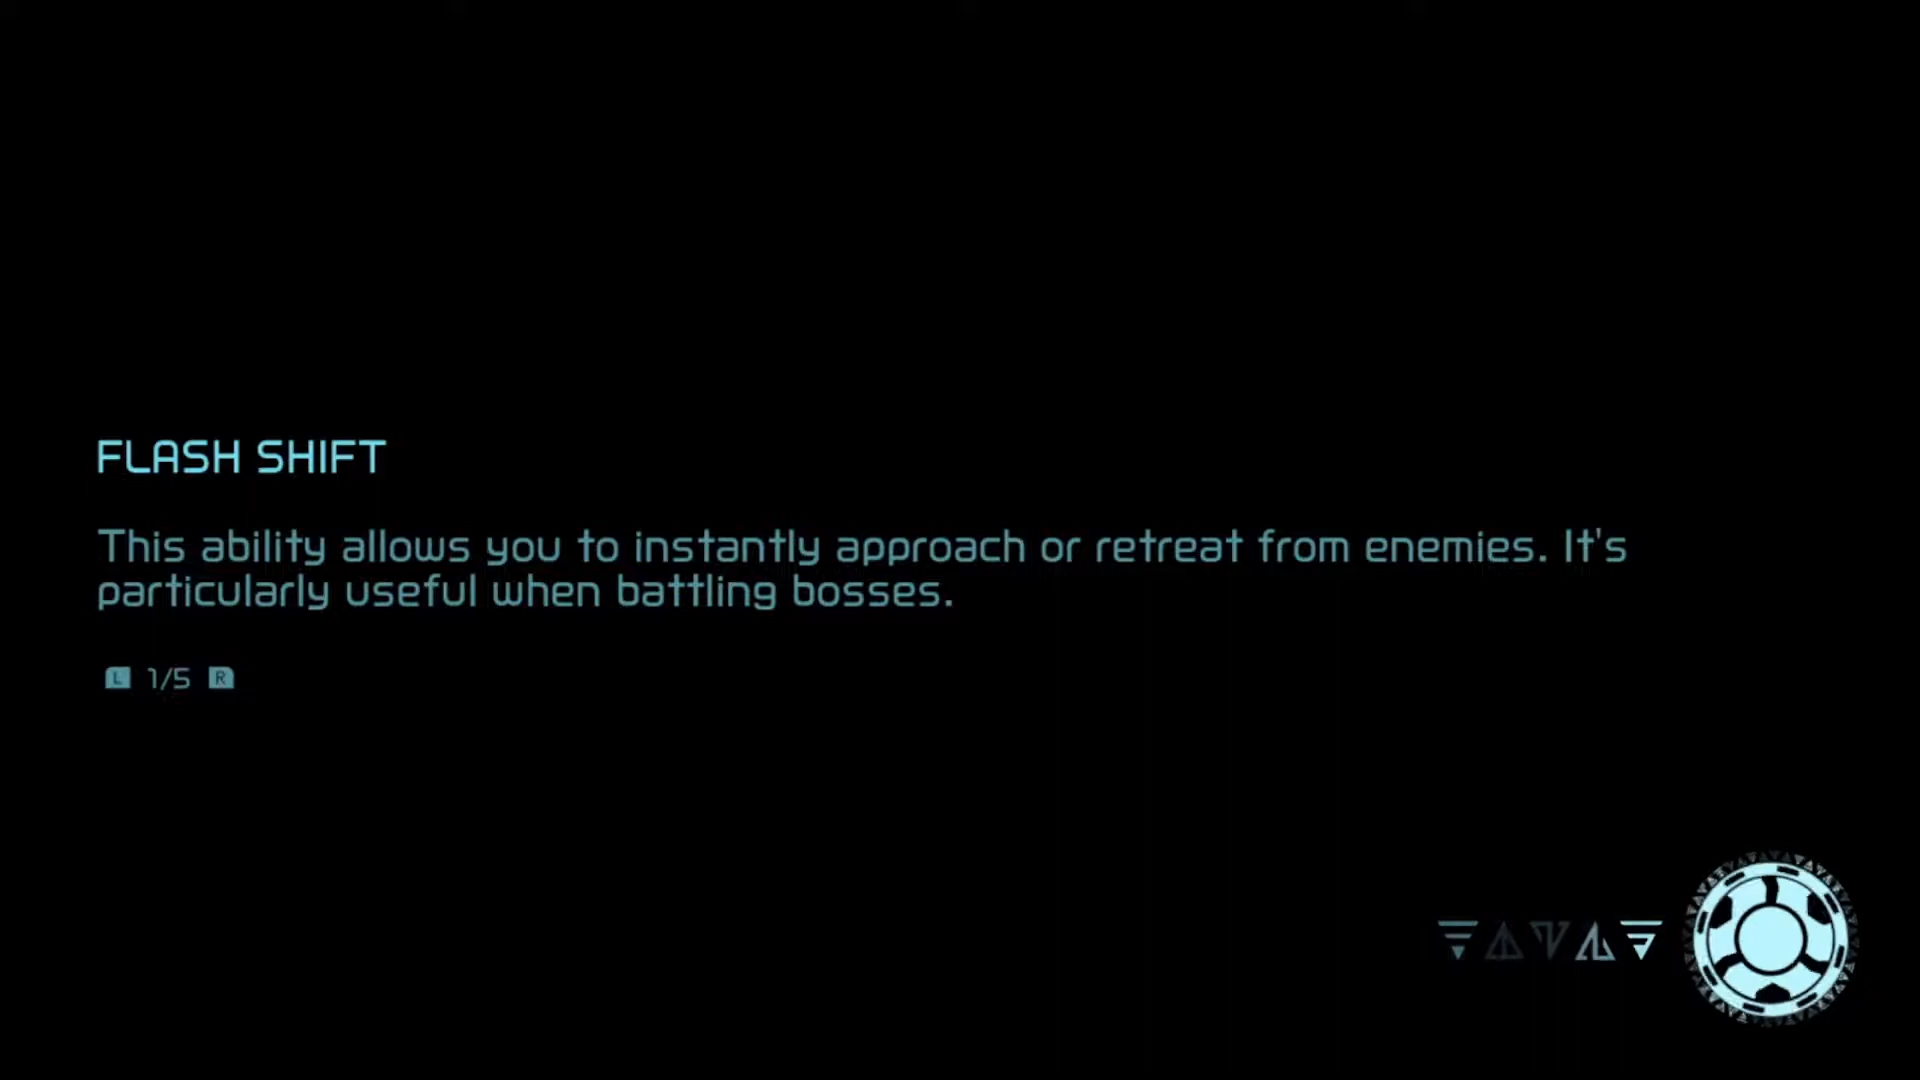 FLASH SHIFT
This ability allows you to instantly approach or retreat from enemies. It's
particularly useful when battling bosses.
L 1/5 R